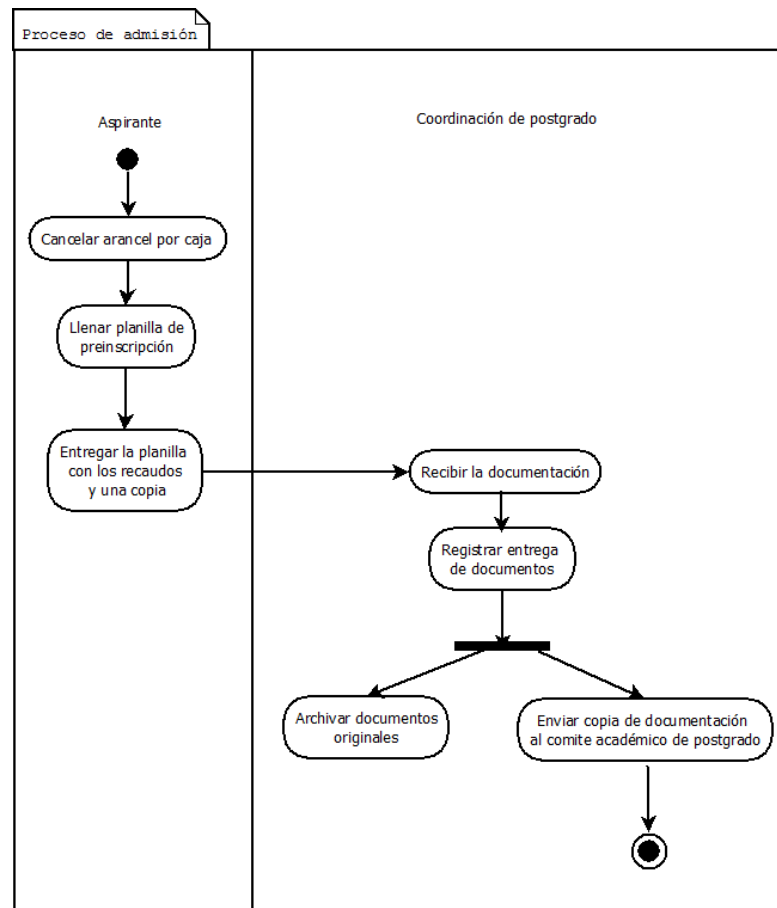 Proceso de admisión
Aspirante
Coordinación de postgrado
Cancelar arancel por caja
Llenar planilla de
preinscripción
Entregar la planilla
con los recaudos
y una copia
Recibir la documentación
Registrar entrega
de documentos
Archivar documentos
originales
Enviar copia de documentación
al comite académico de postgrado